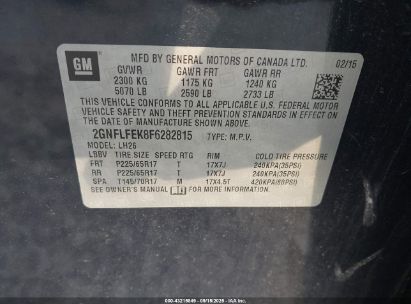 GM
MFD BY GENERAL MOTORS OF CANADA LTD. 02/15
GVWR GAWR FRT GAWR RR
2300 KG 1175 KG 1240 KG
5070 LB 2590 LB 2733 LB
THIS VEHICLE CONFORMS TO ALL APPLICABLE U.S. FEDERAL MOTOR
VEHICLE SAFETY AND THEFT PREVENTION STANDARDS IN EFFECT
ON THE DATE OF MANUFACTURE SHOWN ABOVE.
2GNFLFEK8F6282815 TYPE: M.P.V.
MODEL: LH26
LSBV TIRE SIZE SPEED RTG RIM COLD TIRE PRESSURE
FRT P225/65R17 T 17X7J 240KPA(35PSI)
RR P225/65R17 T 17X7J 240KPA(35PSI)
SPA T145/70R17 M 17X4.5T 420KPA(60PSI)
SEE OWNER'S MANUAL FOR ADDITIONAL INFORMATION.